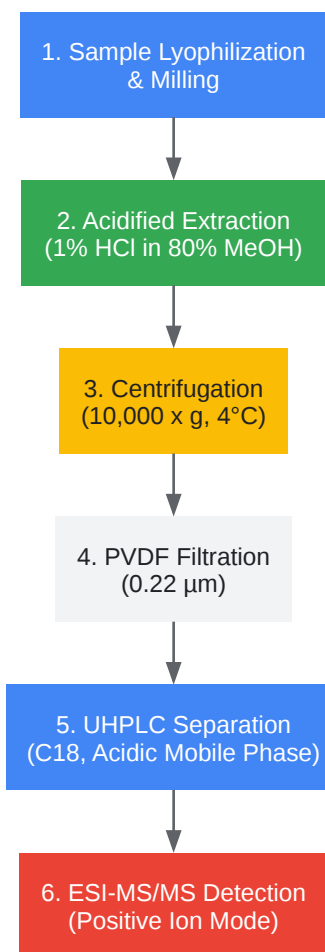 1. Sample Lyophilization
& Milling
2. Acidified Extraction
(1% HCl in 80% MeOH)
3. Centrifugation
(10,000 x g, 4°C)
4. PVDF Filtration
(0.22 µm)
5. UHPLC Separation
(C18, Acidic Mobile Phase)
6. ESI-MS/MS Detection
(Positive Ion Mode)